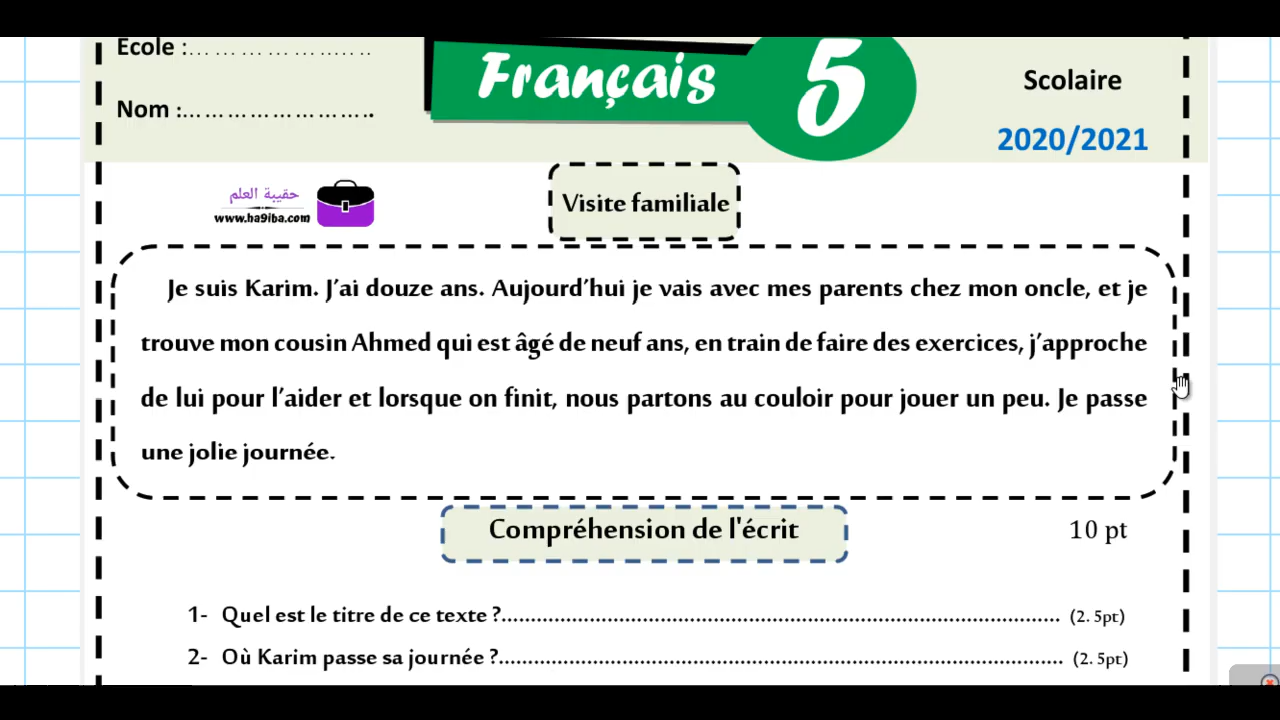 Ecole :… … … … … ….. … ..
Français 5
Scolaire
Nom :… … … … … … … ….
2020/2021
حقيبة العلم
www.ha9iba.com
Visite familiale
Je suis Karim. J’ai douze ans. Aujourd’hui je vais avec mes parents chez mon oncle, et je
trouve mon cousin Ahmed qui est âgé de neuf ans, en train de faire des exercices, j’approche
de lui pour l’aider et lorsque on finit, nous partons au couloir pour jouer un peu. Je passe
une jolie journée.
Compréhension de l'écrit 10 pt
1- Quel est le titre de ce texte ?............................................................................................... (2. 5pt)
2- Où Karim passe sa journée ?................................................................................................ (2. 5pt)